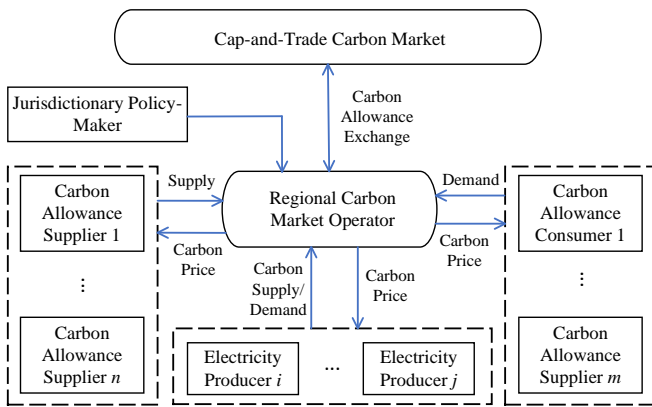 Cap-and-Trade Carbon Market
Jurisdictionary Policy-
Maker
Carbon
Allowance
Exchange
Supply
Carbon
Price
Regional Carbon
Market Operator
Demand
Carbon
Price
Carbon
Allowance
Supplier 1
⋮
Carbon
Allowance
Supplier n
Carbon
Supply/
Demand
Carbon
Price
Electricity
Producer i
...
Electricity
Producer j
Carbon
Allowance
Consumer 1
⋮
Carbon
Allowance
Supplier m